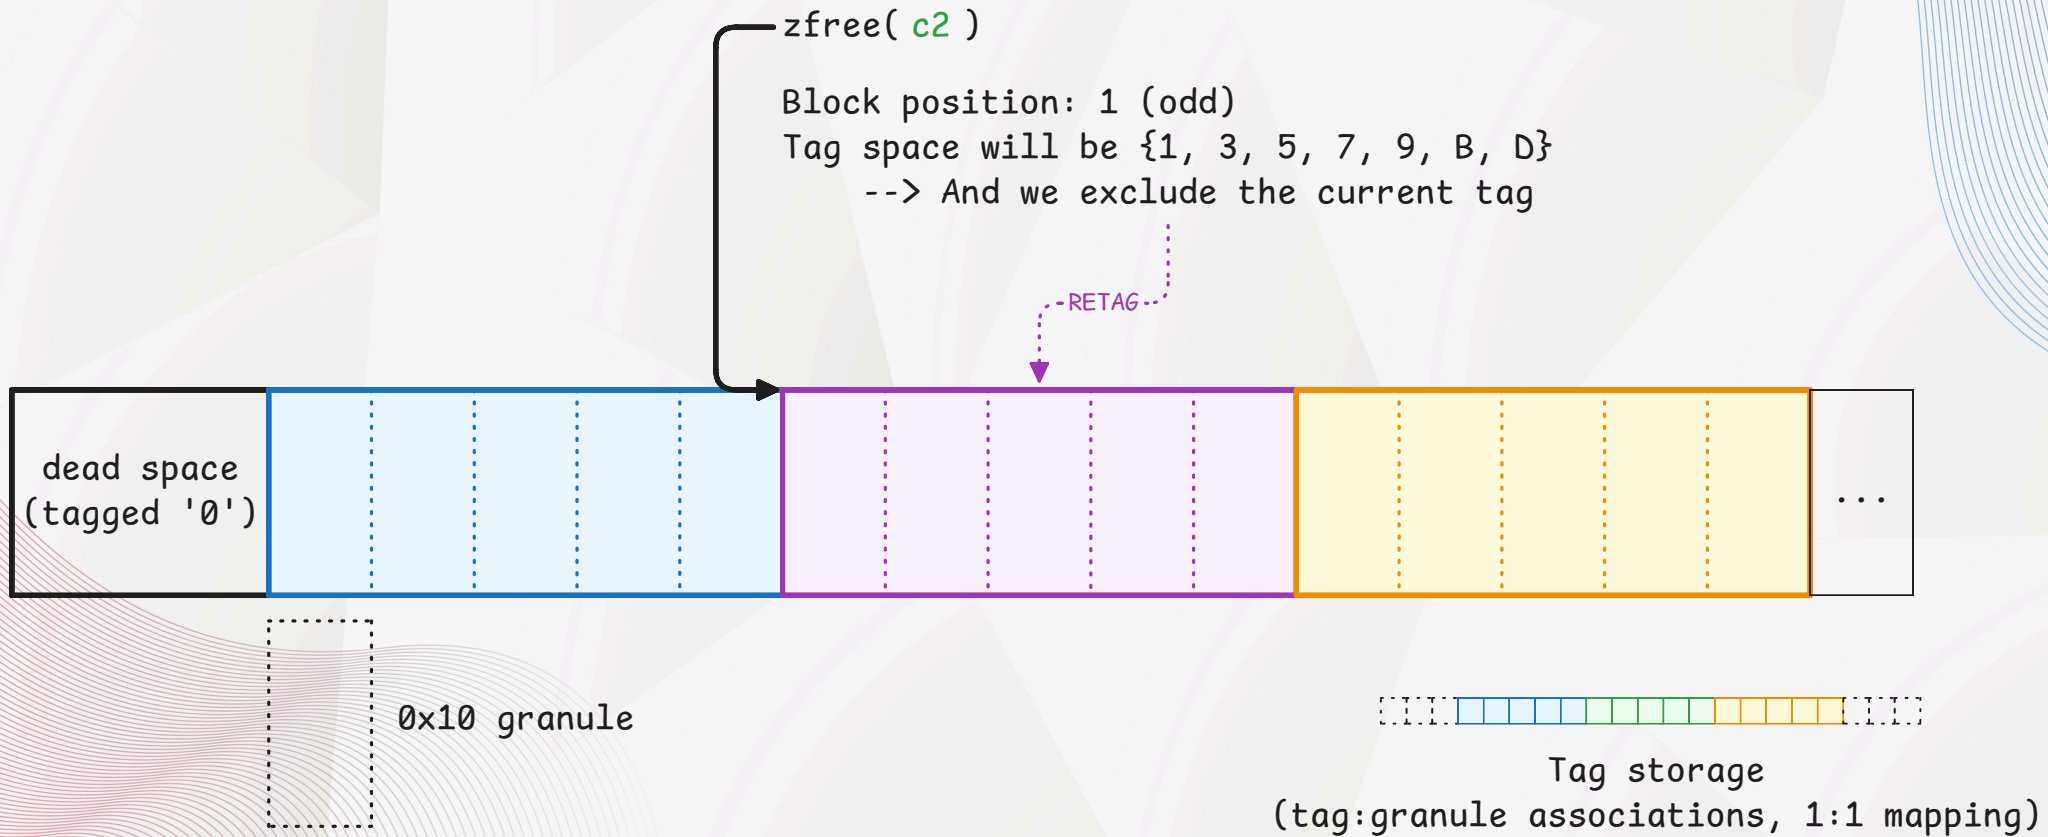 zfree( c2 )
Block position: 1 (odd)
Tag space will be {1, 3, 5, 7, 9, B, D}
--> And we exclude the current tag
RETAG
dead space
(tagged '0')
...
0x10 granule
Tag storage
(tag:granule associations, 1:1 mapping)